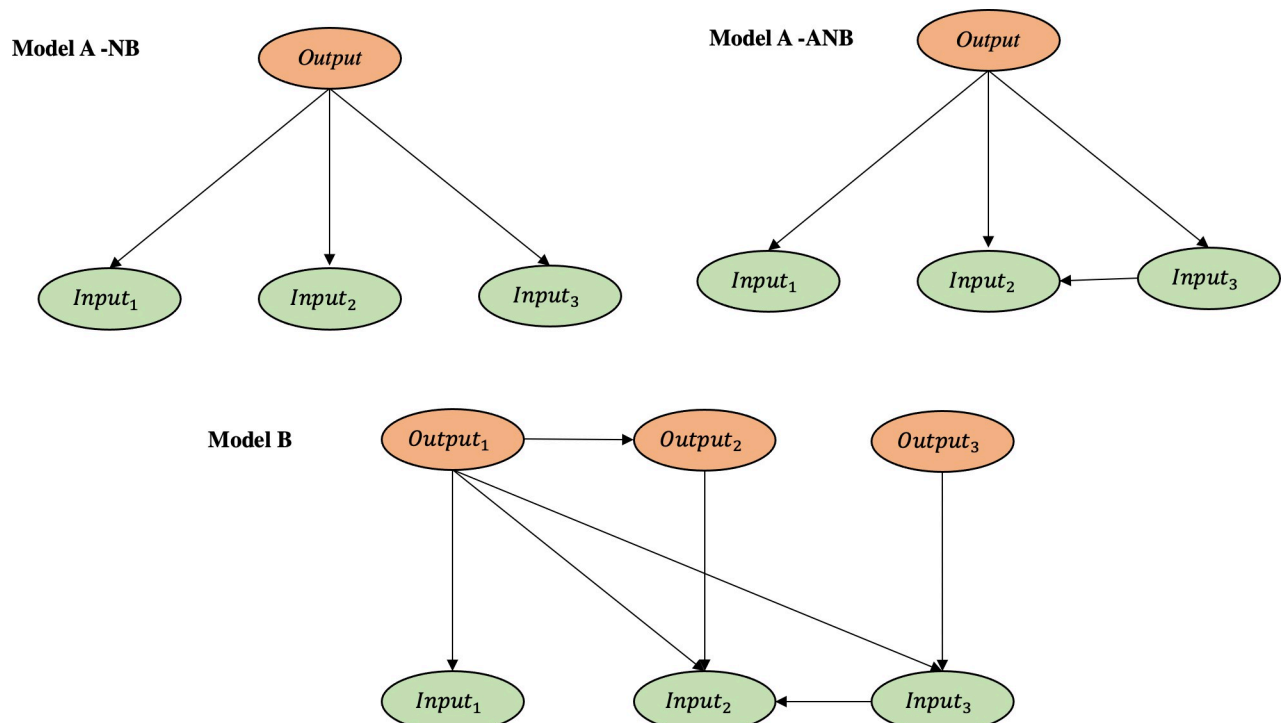 Model A -NB
Output
Input₁
Input₂
Input₃
Model A -ANB
Output
Input₁
Input₂
Input₃
Model B
Output₁
Output₂
Output₃
Input₁
Input₂
Input₃